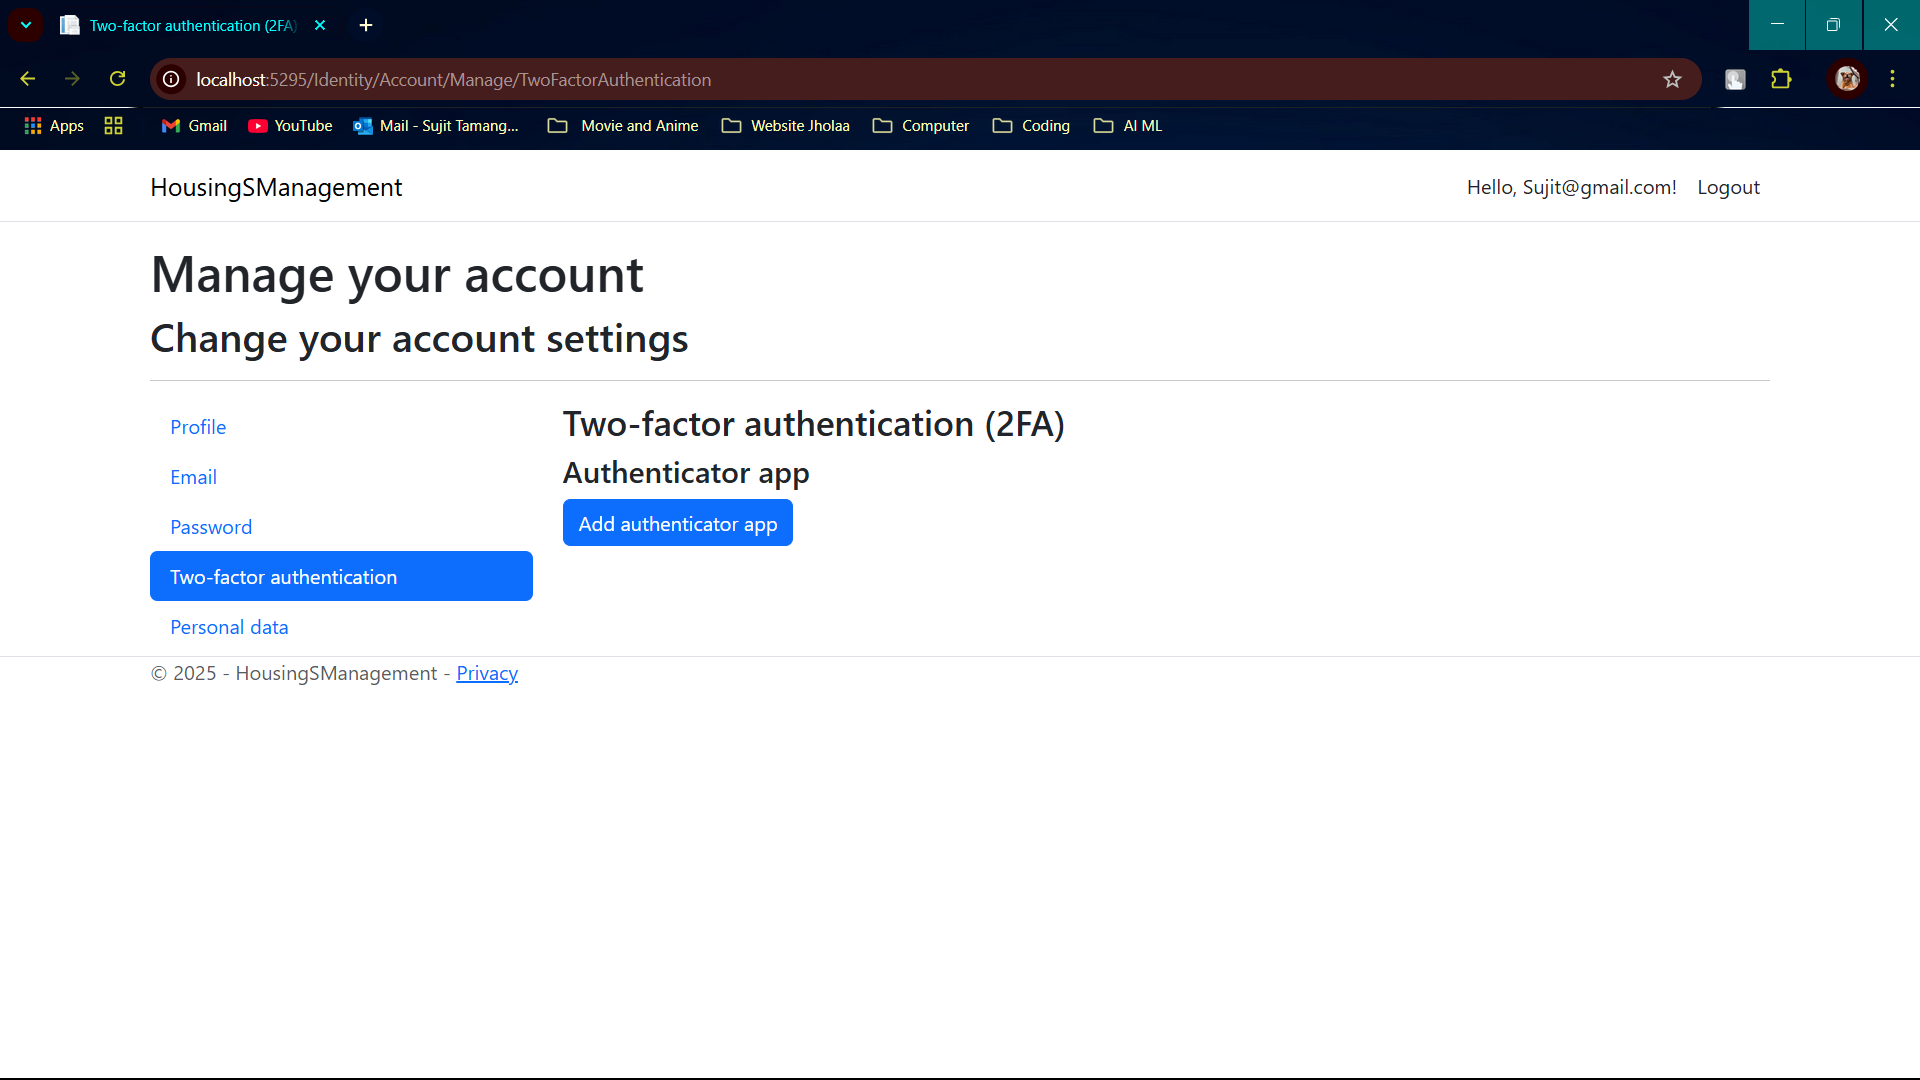 Two-factor authentication (2FA)
localhost:5295/Identity/Account/Manage/TwoFactorAuthentication
Apps Gmail YouTube Mail - Sujit Tamang... Movie and Anime Website Jholaa Computer Coding AI ML
HousingSManagement Hello, Sujit@gmail.com! Logout
Manage your account
Change your account settings
Profile
Email
Password
Two-factor authentication
Personal data
Two-factor authentication (2FA)
Authenticator app
Add authenticator app
© 2025 - HousingSManagement - Privacy